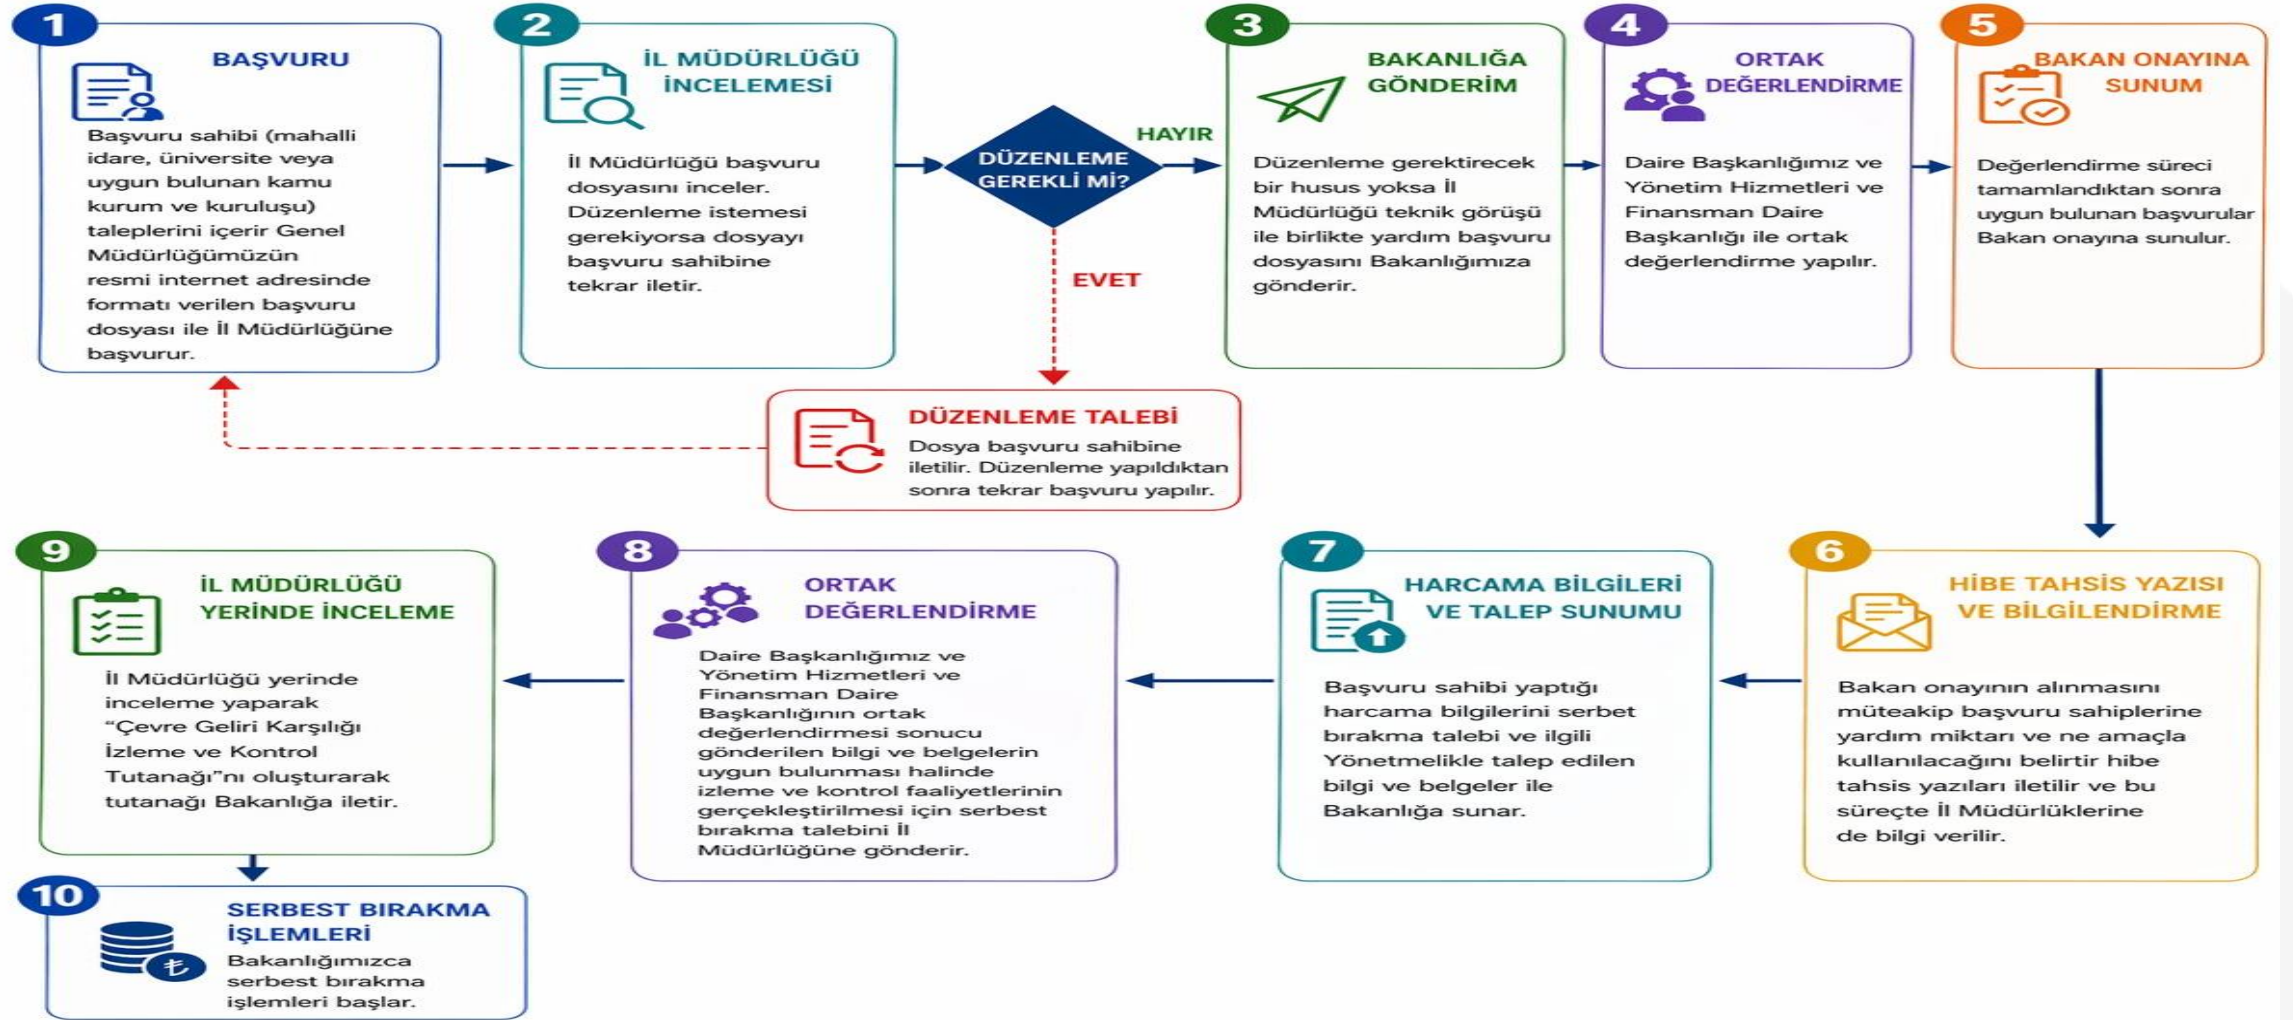 1
BAŞVURU
Başvuru sahibi (mahalli
idare, üniversite veya
uygun bulunan kamu
kurum ve kuruluşu)
taleplerini içerir Genel
Müdürlüğümüzün
resmi internet adresinde
formatı verilen başvuru
dosyası ile İl Müdürlüğüne
başvurur.
2
İL MÜDÜRLÜĞÜ
İNCELEMESİ
İl Müdürlüğü başvuru
dosyasını inceler.
Düzenleme istemesi
gerekiyorsa dosyayı
başvuru sahibine
tekrar iletir.
DÜZENLEME
GEREKLİ Mİ?
HAYIR
EVET
3
BAKANLIĞA
GÖNDERİM
Düzenleme gerektirecek
bir husus yoksa İl
Müdürlüğü teknik görüşü
ile birlikte yardım başvuru
dosyasını Bakanlığımıza
gönderir.
4
ORTAK
DEĞERLENDİRME
Daire Başkanlığımız ve
Yönetim Hizmetleri ve
Finansman Daire
Başkanlığı ile ortak
değerlendirme yapılır.
5
BAKAN ONAYINA
SUNUM
Değerlendirme süreci
tamamlandıktan sonra
uygun bulunan başvurular
Bakan onayına sunulur.
DÜZENLEME TALEBİ
Dosya başvuru sahibine
iletilir. Düzenleme yapıldıktan
sonra tekrar başvuru yapılır.
6
HİBE TAHSİS YAZISI
VE BİLGİLENDİRME
Bakan onayının alınmasını
müteakip başvuru sahiplerine
yardım miktarı ve ne amaçla
kullanılacağını belirtir hibe
tahsis yazıları iletilir ve bu
süreçte İl Müdürlüklerine
de bilgi verilir.
7
HARCAMA BİLGİLERİ
VE TALEP SUNUMU
Başvuru sahibi yaptığı
harcama bilgilerini serbet
bırakma talebi ve ilgili
Yönetmelikle talep edilen
bilgi ve belgeler ile
Bakanlığa sunar.
8
ORTAK
DEĞERLENDİRME
Daire Başkanlığımız ve
Yönetim Hizmetleri ve
Finansman Daire
Başkanlığının ortak
değerlendirmesi sonucu
gönderilen bilgi ve belgelerin
uygun bulunması halinde
izleme ve kontrol faaliyetlerinin
gerçekleştirilmesi için serbest
bırakma talebini İl
Müdürlüğüne gönderir.
9
İL MÜDÜRLÜĞÜ
YERİNDE İNCELEME
İl Müdürlüğü yerinde
inceleme yaparak
“Çevre Geliri Karşılığı
İzleme ve Kontrol
Tutanağı”nı oluşturarak
tutanağı Bakanlığa iletir.
10
SERBEST BIRAKMA
İŞLEMLERİ
₺
Bakanlığımızca
serbest bırakma
işlemleri başlar.